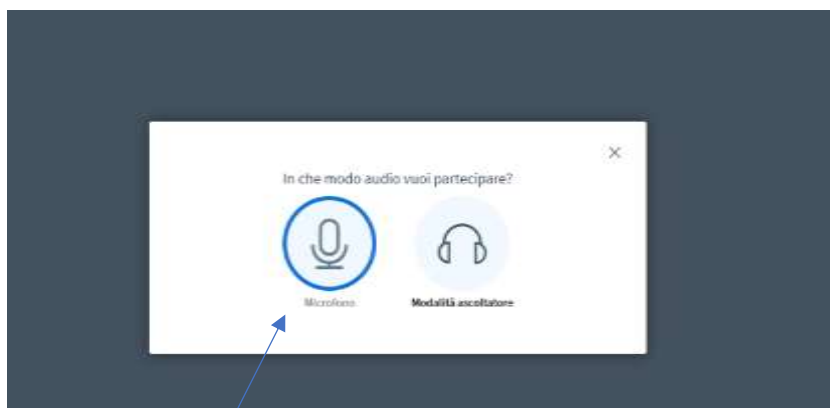 In che modo audio vuoi partecipare?
Microfono
Modalità ascoltatore